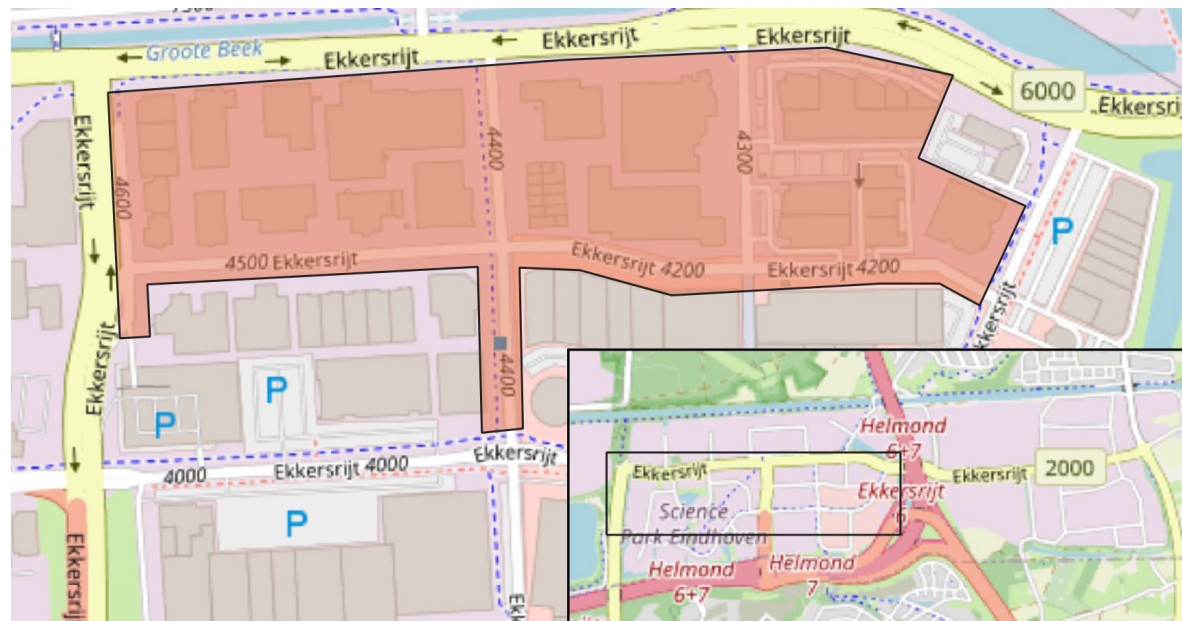 Groote Beek
Ekkersrijt
Ekkersrijt
Ekkersrijt
6000
Ekkersrij
Ekkersrijt
4600
4400
4300
P
4500 Ekkersrijt
Ekkersrijt 4200
Ekkersrijt 4200
Ekkersrijt
4400
Ekkersrijt
P
P
4000
Ekkersrijt 4000
Ekkersrijt
P
Ekkersrij
Helmond
6+7
Ekkersrijt
Ekkersrijt
2000
Ekkersrijt
Science
Park Eindhoven
Helmond
7
Helmond
6+7